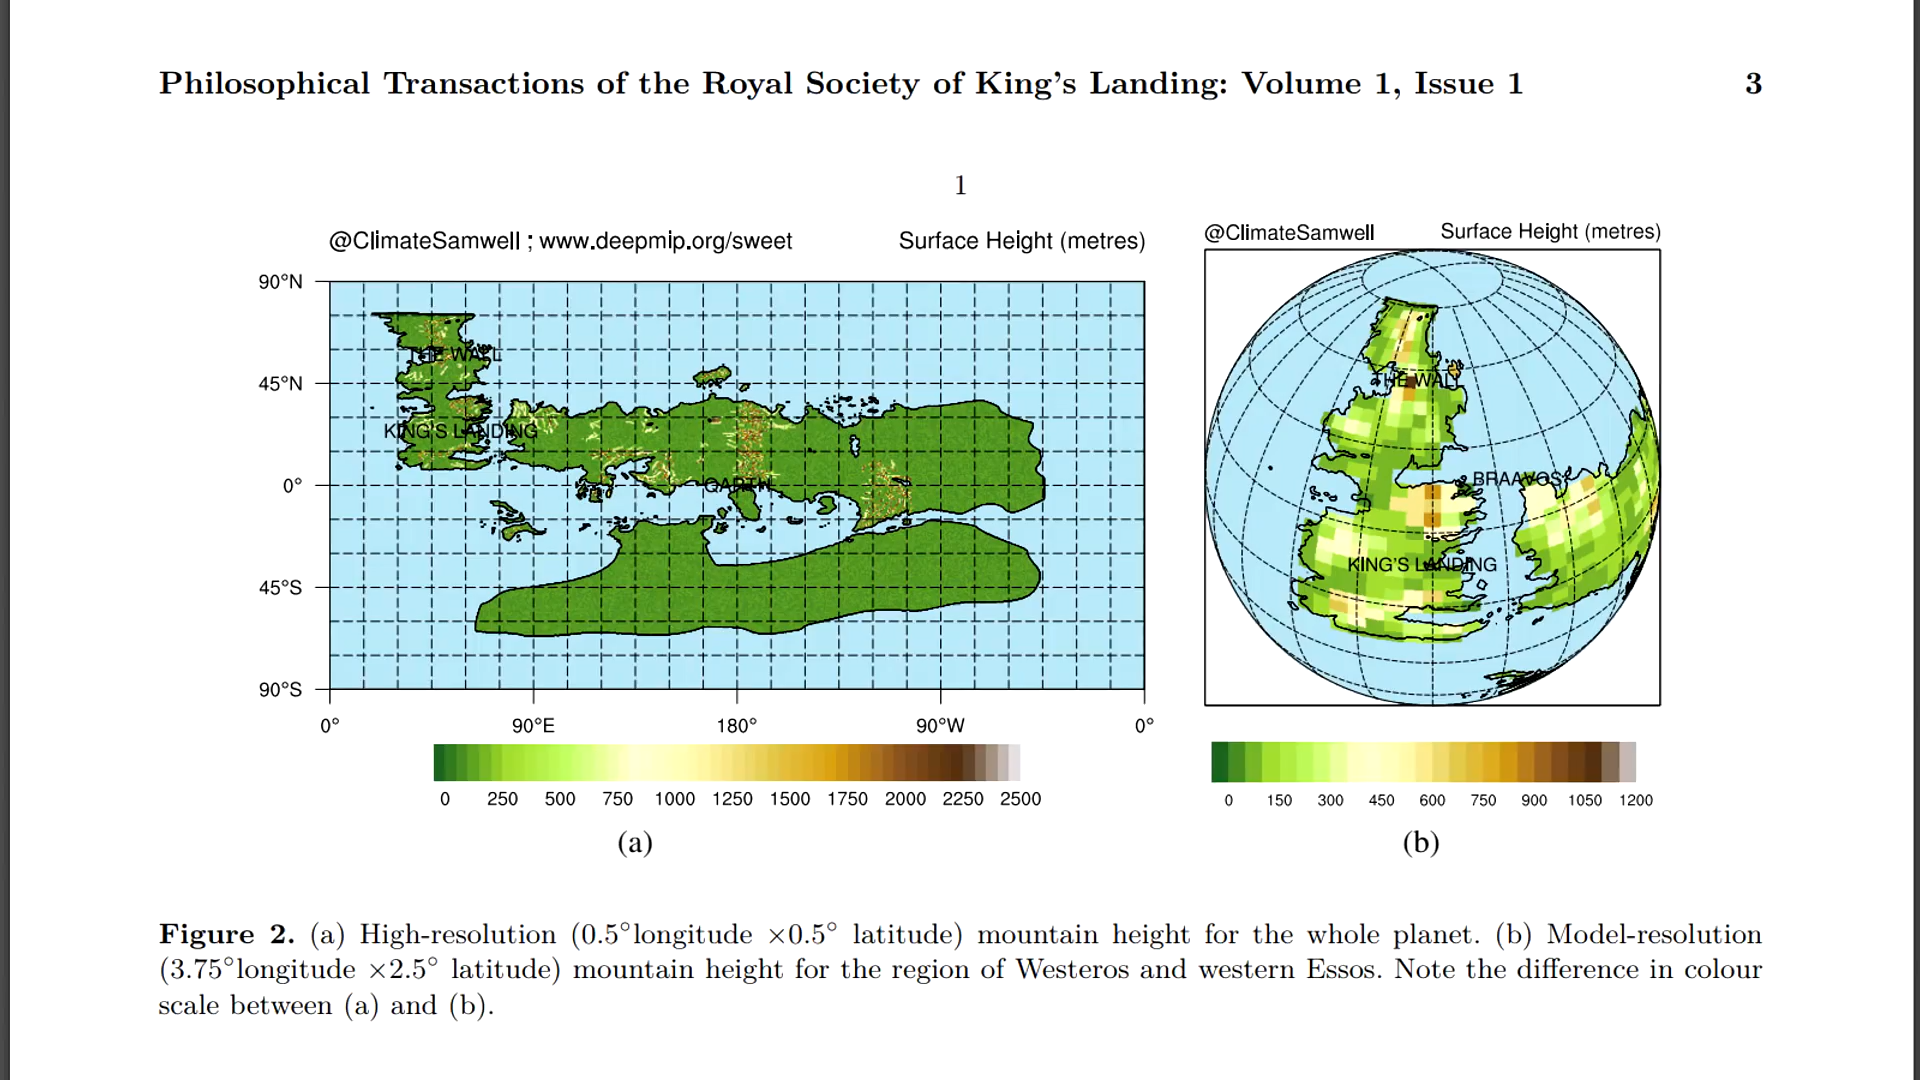 Philosophical Transactions of the Royal Society of King's Landing: Volume 1, Issue 1 3
1
@ClimateSamwell ; www.deepmip.org/sweet Surface Height (metres)
90°N
45°N
0°
45°S
90°S
THE WALL
KING'S LANDING
QARTH
0° 90°E 180° 90°W 0°
0 250 500 750 1000 1250 1500 1750 2000 2250 2500
(a)
@ClimateSamwell Surface Height (metres)
THE WALL
BRAAVOS
KING'S LANDING
0 150 300 450 600 750 900 1050 1200
(b)
Figure 2. (a) High-resolution (0.5°longitude ×0.5° latitude) mountain height for the whole planet. (b) Model-resolution
(3.75°longitude ×2.5° latitude) mountain height for the region of Westeros and western Essos. Note the difference in colour
scale between (a) and (b).